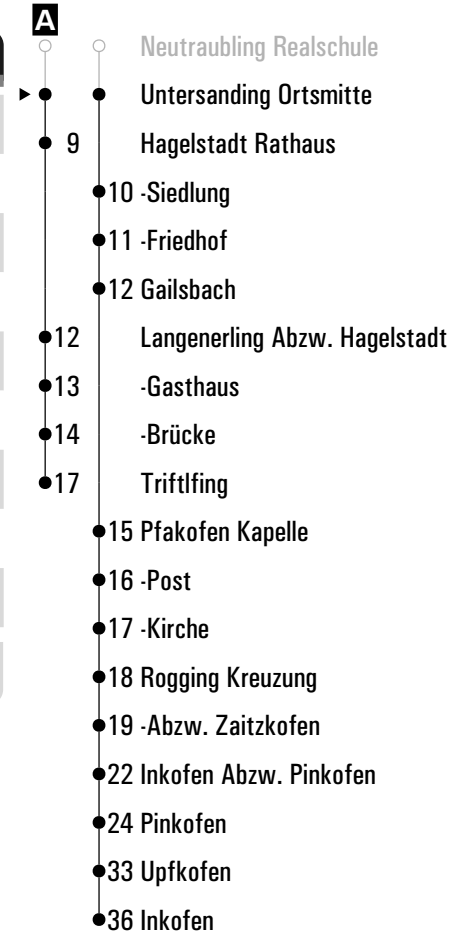 A
Neutraubling Realschule
Untersanding Ortsmitte
9 Hagelstadt Rathaus
10 -Siedlung
11 -Friedhof
12 Gailsbach
12 Langenerling Abzw. Hagelstadt
13 -Gasthaus
14 -Brücke
17 Triftlfing
15 Pfakofen Kapelle
16 -Post
17 -Kirche
18 Rogging Kreuzung
19 -Abzw. Zaitzkofen
22 Inkofen Abzw. Pinkofen
24 Pinkofen
33 Upfkofen
36 Inkofen